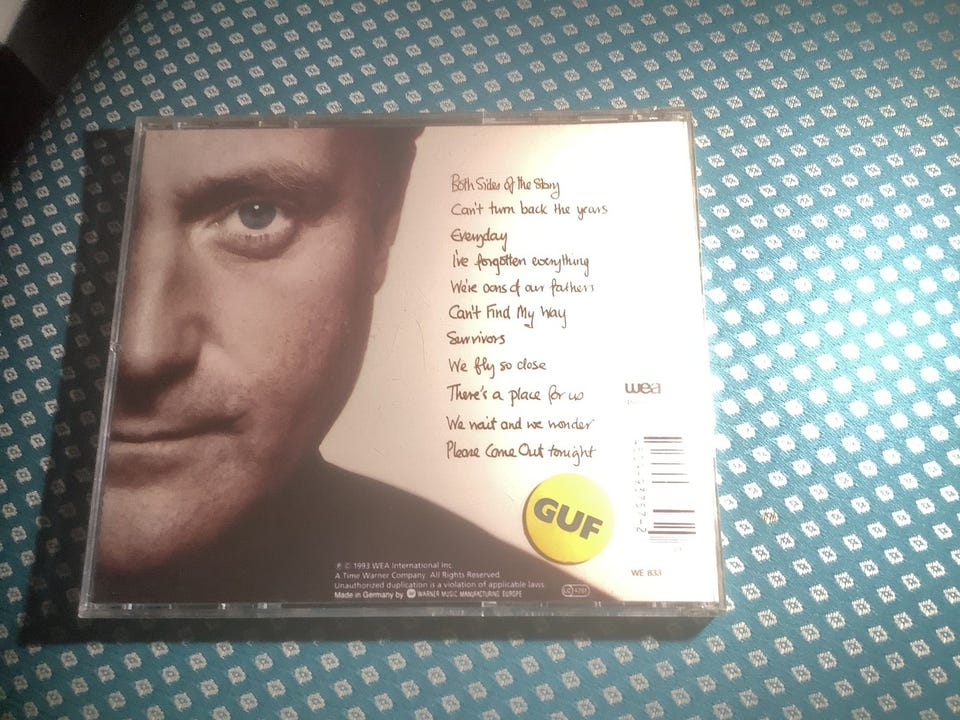 Both Sides of the Story
Can't turn back the years
Everyday
I've forgotten everything
We're sons of our fathers
Can't Find My Way
Survivors
We fly so close
There's a place for us
We wait and we wonder
Please Come Out tonight
wea
GUF
WE 833
℗ © 1993 WEA International Inc.
A Time Warner Company. All Rights Reserved.
Unauthorized duplication is a violation of applicable laws.
Made in Germany by WARNER MUSIC MANUFACTURING EUROPE
LC 4281